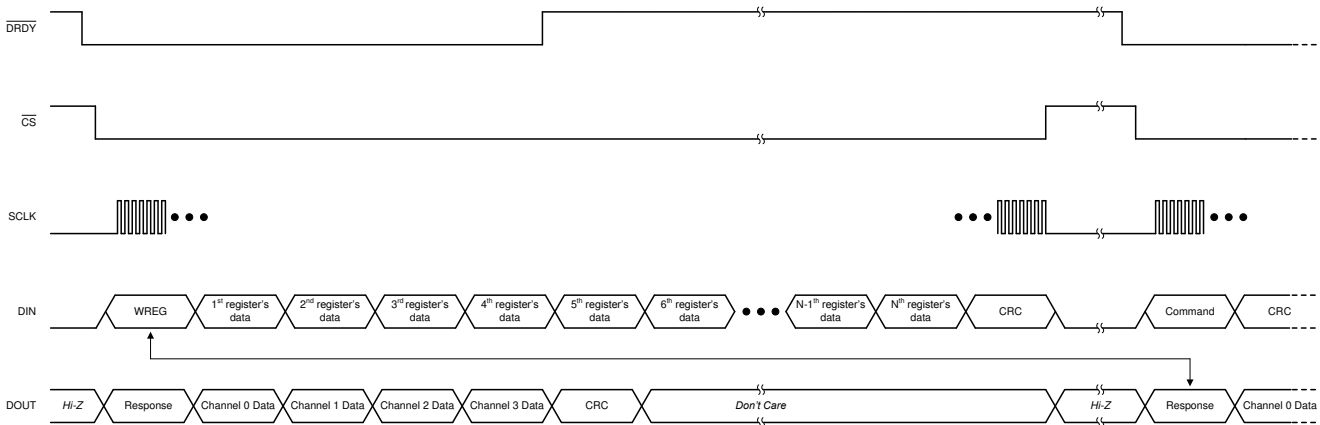 DRDY
CS
SCLK
DIN
WREG
1st register's
data
2nd register's
data
3rd register's
data
4th register's
data
5th register's
data
6th register's
data
N-1th register's
data
Nth register's
data
CRC
Command
CRC
DOUT
Hi-Z
Response
Channel 0 Data
Channel 1 Data
Channel 2 Data
Channel 3 Data
CRC
Don't Care
Hi-Z
Response
Channel 0 Data